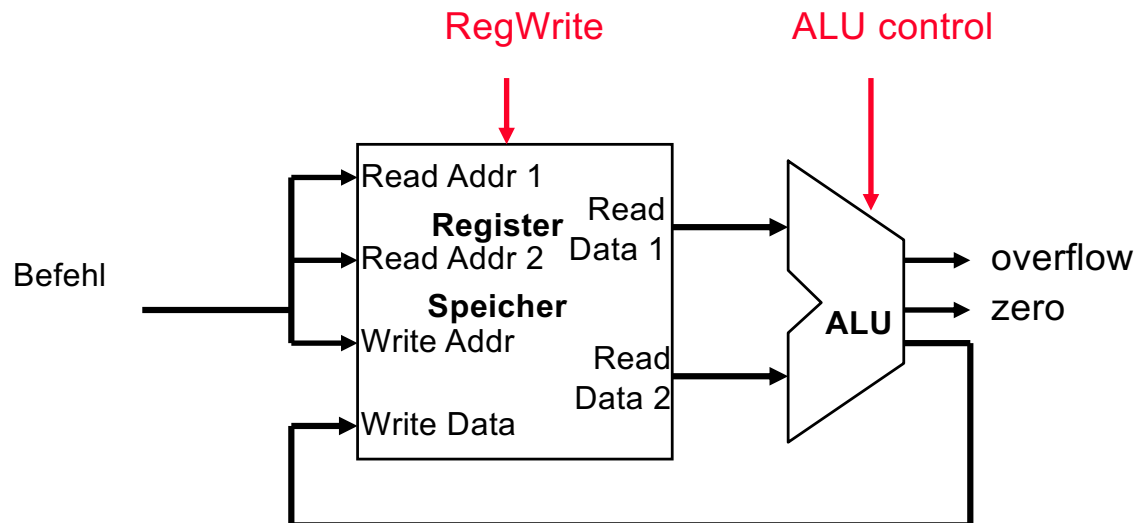 RegWrite
ALU control
Befehl
Read Addr 1
Register
Read Addr 2
Speicher
Write Addr
Write Data
Read
Data 1
Read
Data 2
ALU
overflow
zero